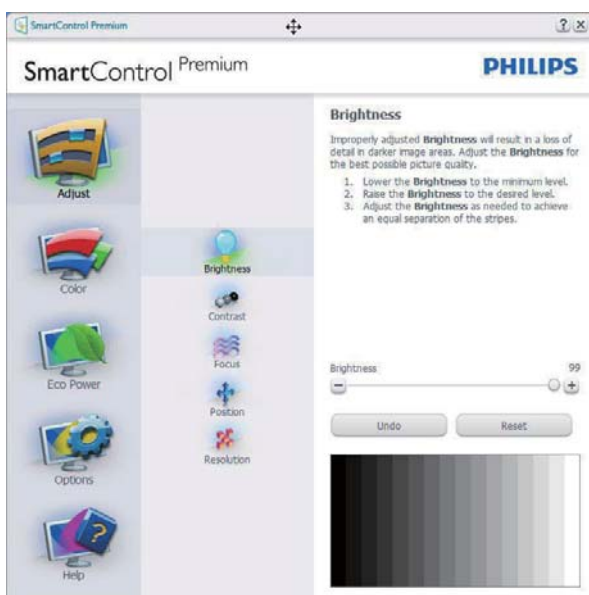 SmartControl Premium
? x
SmartControl Premium
PHILIPS
Adjust
Color
Eco Power
Options
Help
Brightness
Contrast
Focus
Position
Resolution
Brightness
Improperly adjusted Brightness will result in a loss of
detail in darker image areas. Adjust the Brightness for
the best possible picture quality.
1. Lower the Brightness to the minimum level.
2. Raise the Brightness to the desired level.
3. Adjust the Brightness as needed to achieve
an equal separation of the stripes.
Brightness 99
Undo Reset